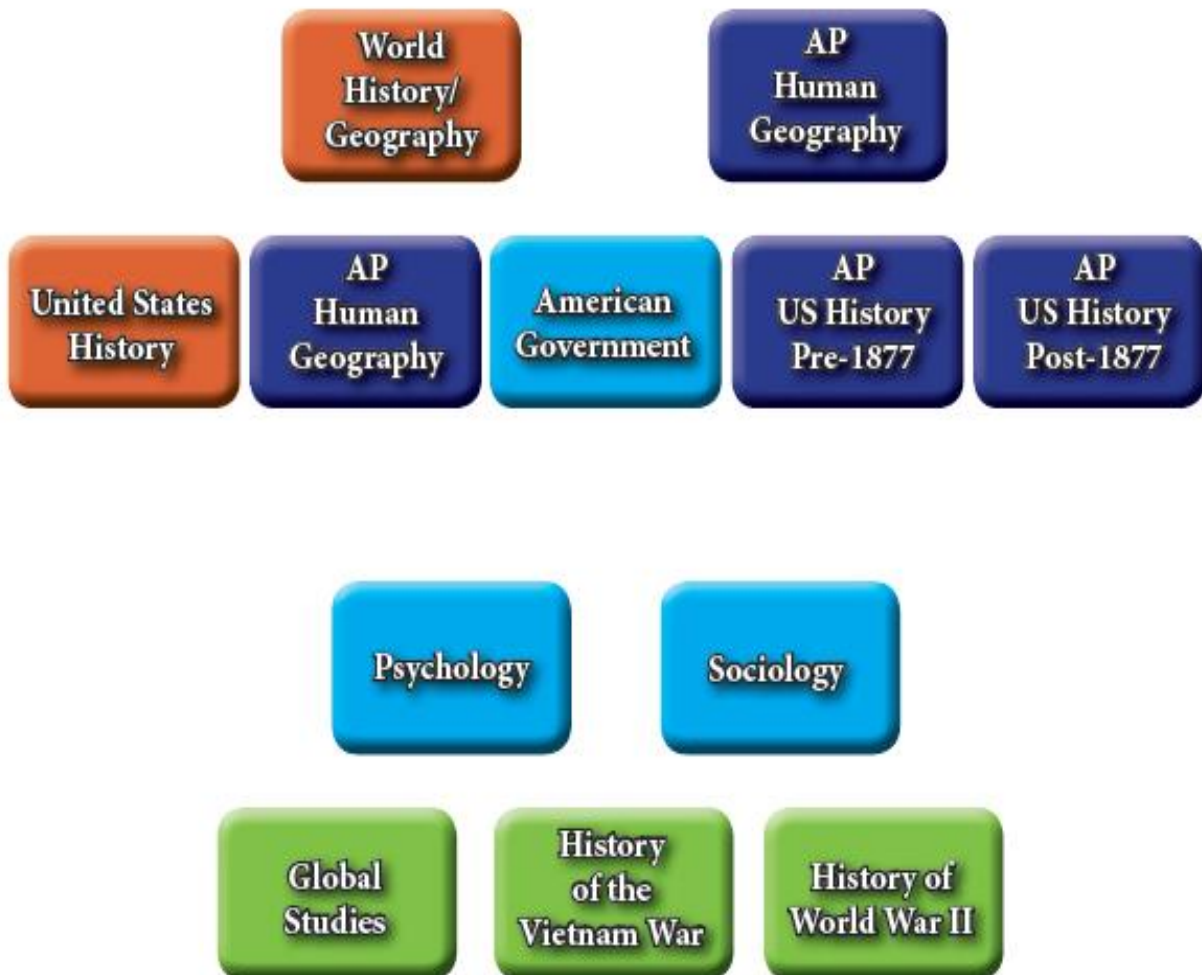 World
History/
Geography
AP
Human
Geography
United States
History
AP
Human
Geography
American
Government
AP
US History
Pre-1877
AP
US History
Post-1877
Psychology
Sociology
Global
Studies
History
of the
Vietnam War
History of
World War II